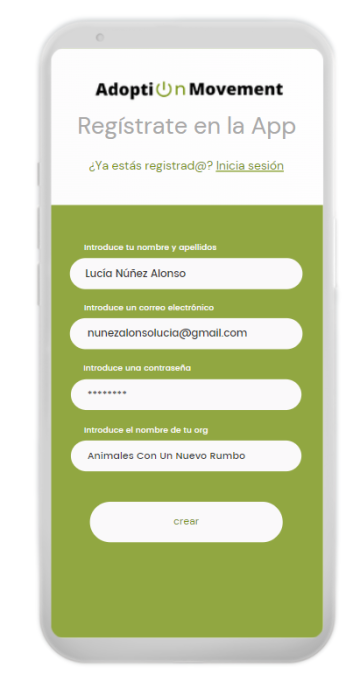 Adopti⏻n Movement
Regístrate en la App
¿Ya estás registrad@? Inicia sesión
Introduce tu nombre y apellidos
Lucía Núñez Alonso
Introduce un correo electrónico
nunezalonsolucia@gmail.com
Introduce una contraseña
********
Introduce el nombre de tu org
Animales Con Un Nuevo Rumbo
crear